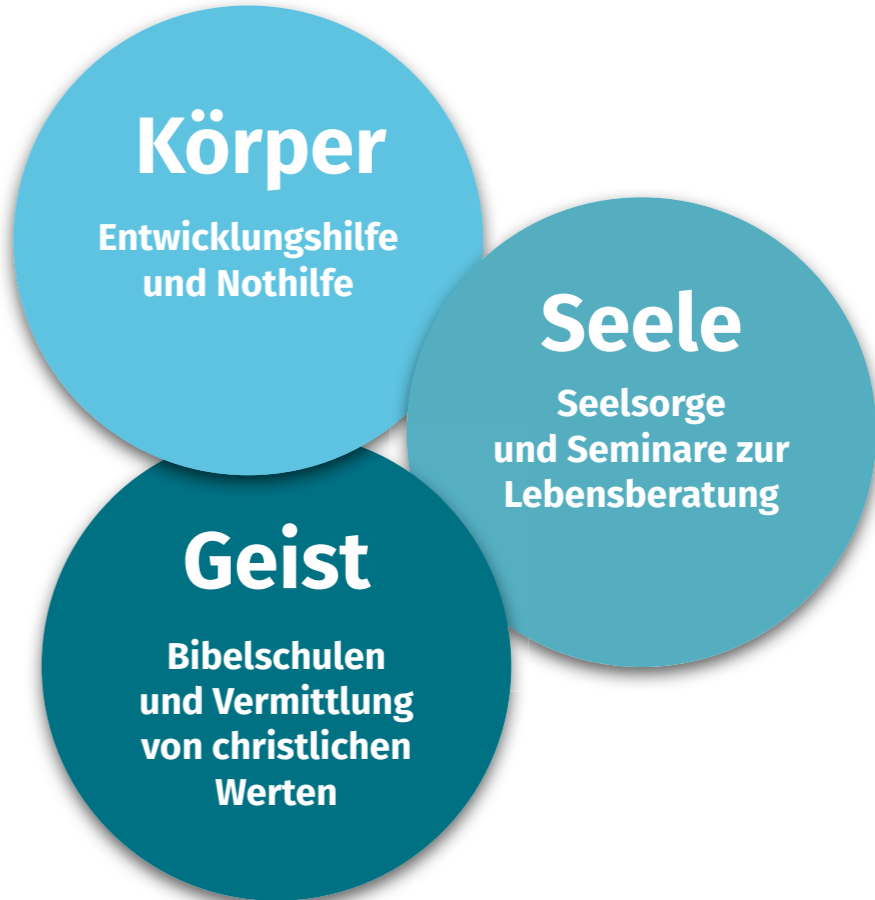 Körper
Entwicklungshilfe
und Nothilfe
Seele
Seelsorge
und Seminare zur
Lebensberatung
Geist
Bibelschulen
und Vermittlung
von christlichen
Werten